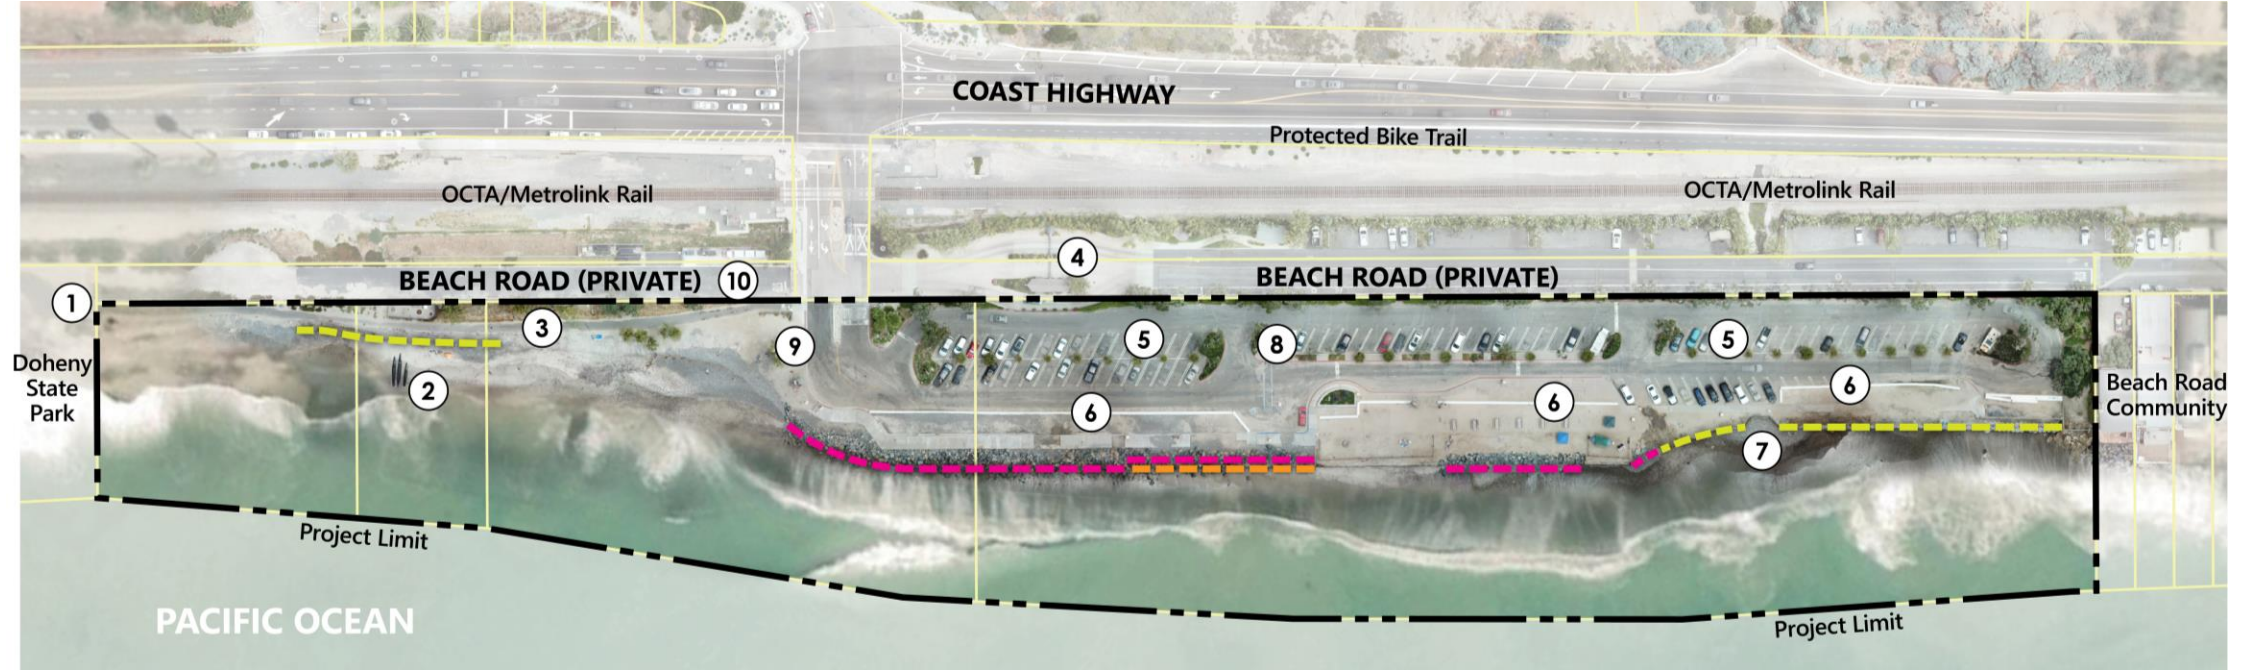 COAST HIGHWAY
Protected Bike Trail
OCTA/Metrolink Rail
OCTA/Metrolink Rail
4
BEACH ROAD (PRIVATE)
10
BEACH ROAD (PRIVATE)
1
3
9
5
8
5
Doheny
State
Park
2
6
6
6
Beach Road
Community
7
Project Limit
PACIFIC OCEAN
Project Limit